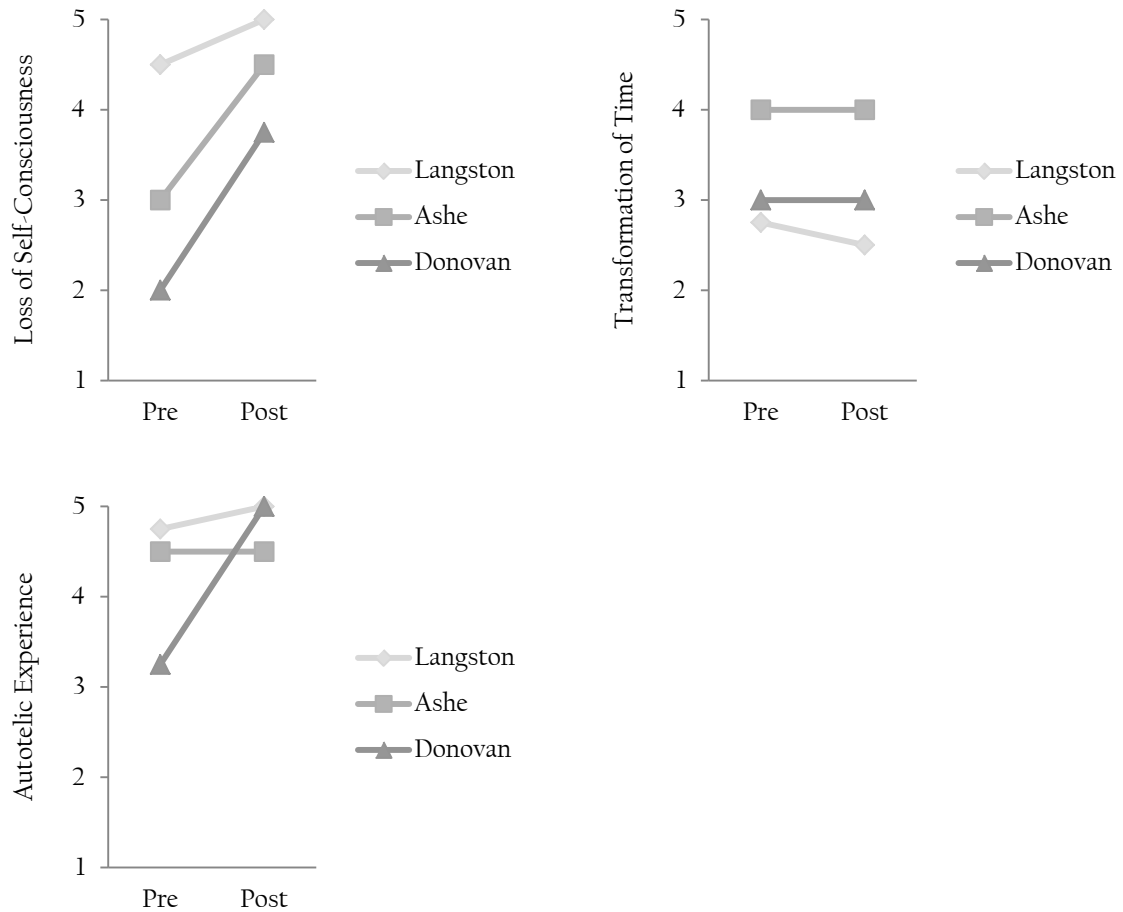 Loss of Self-Consciousness
5
4
3
2
1
Pre Post
Langston
Ashe
Donovan
Transformation of Time
5
4
3
2
1
Pre Post
Langston
Ashe
Donovan
Autotelic Experience
5
4
3
2
1
Pre Post
Langston
Ashe
Donovan